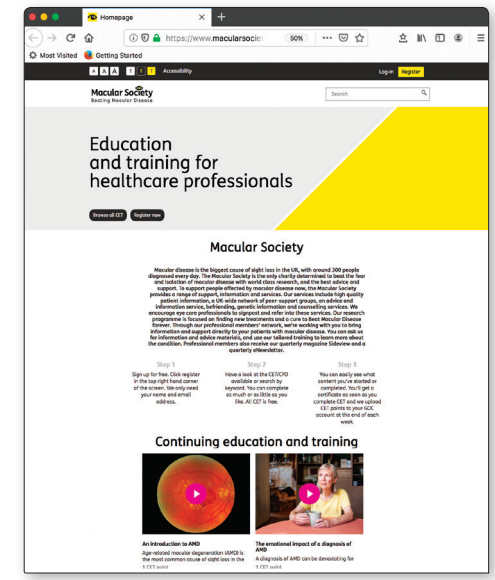 Homepage
https://www.macularsociet
50%
Most Visited
Getting Started
A A A T T T Accessibility
Log-in Register
Macular Society
Beating Macular Disease
Search
Education
and training for
healthcare professionals
Browse all CET Register now
Macular Society
Macular disease is the biggest cause of sight loss in the UK, with around 300 people
diagnosed every day. The Macular Society is the only charity determined to beat the fear
and isolation of macular disease with world class research, and the best advice and
support. To support people affected by macular disease now, the Macular Society
provides a range of support, information and services. Our services include high quality
patient information, a UK-wide network of peer-support groups, an advice and
information service, befriending, genetic information and counselling services. We
encourage eye care professionals to signpost and refer into these services. Our research
programme is focused on finding new treatments and a cure to Beat Macular Disease
forever. Through our professional members' network, we're working with you to bring
information and support directly to your patients with macular disease. You can ask us
for information and advice materials, and use our tailored training to learn more about
the condition. Professional members also receive our quarterly magazine Sideview and a
quarterly eNewsletter.
Step 1
Sign up for free. Click register
in the top right hand corner
of the screen. We only need
your name and email
address.
Step 2
Have a look at the CET/CPD
available or search by
keyword. You can complete
as much or as little as you
like. All CET is free.
Step 3
You can easily see what
content you've started or
completed. You'll get a
certificate as soon as you
complete CET and we upload
CET points to your GOC
account at the end of each
week.
Continuing education and training
An introduction to AMD
Age-related macular degeneration (AMD) is
the most common cause of sight loss in the
1 CET point
The emotional impact of a diagnosis of
AMD
A diagnosis of AMD can be devastating for
1 CET point